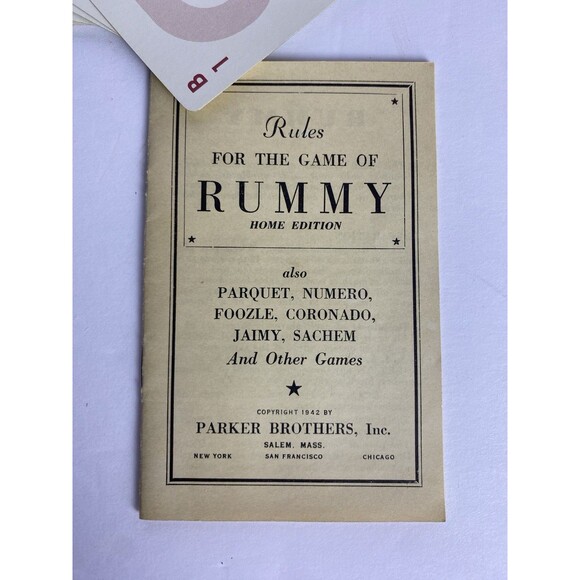 B 1
Rules
FOR THE GAME OF
RUMMY
HOME EDITION
also
PARQUET, NUMERO,
FOOZLE, CORONADO,
JAIMY, SACHEM
And Other Games
COPYRIGHT 1942 BY
PARKER BROTHERS, Inc.
SALEM, MASS.
NEW YORK SAN FRANCISCO CHICAGO